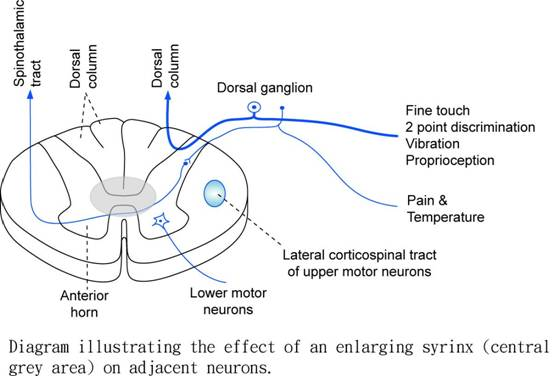 Spinothalamic
tract
Dorsal
column
Dorsal
column
Dorsal ganglion
Fine touch
2 point discrimination
Vibration
Proprioception
Pain &
Temperature
Lateral corticospinal tract
of upper motor neurons
Anterior
horn
Lower motor
neurons
Diagram illustrating the effect of an enlarging syrinx (central
grey area) on adjacent neurons.